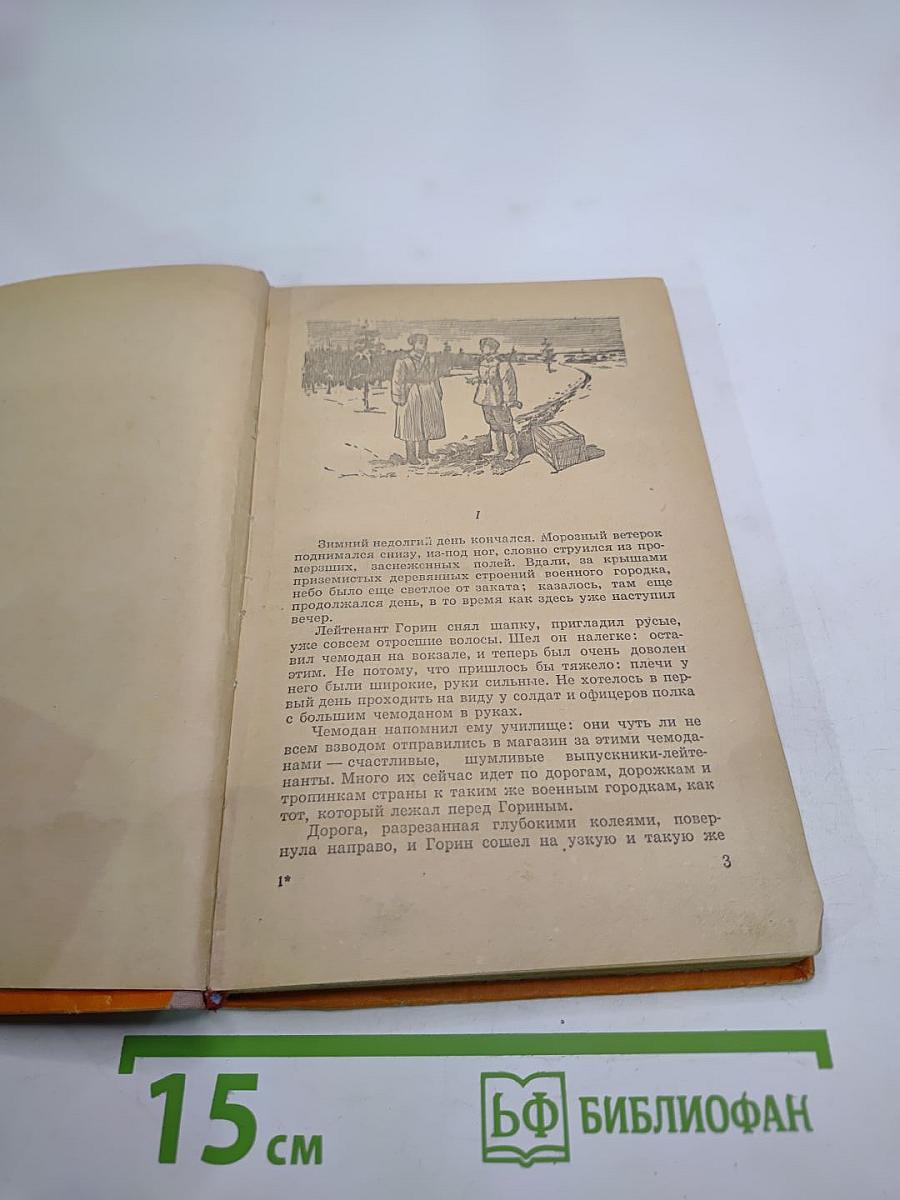 I
Зимний недолгий день кончался. Морозный ветерок
поднимался снизу, из-под ног, словно струился из про-
мерзших, заснеженных полей. Вдали, за крышами
приземистых деревянных строений военного городка,
небо было еще светлое от заката; казалось, там еще
продолжался день, в то время как здесь уже наступил
вечер.
Лейтенант Горин снял шапку, пригладил русые,
уже совсем отросшие волосы. Шел он налегке: оста-
вил чемодан на вокзале, и теперь был очень доволен
этим. Не потому, что пришлось бы тяжело: плечи у
него были широкие, руки сильные. Не хотелось в пер-
вый день проходить на виду у солдат и офицеров полка
с большим чемоданом в руках.
Чемодан напомнил ему училище: они чуть ли не
всем взводом отправились в магазин за этими чемода-
нами — счастливые, шумливые выпускники-лейте-
нанты. Много их сейчас идет по дорогам, дорожкам и
тропинкам страны к таким же военным городкам, как
тот, который лежал перед Гориным.
Дорога, разрезанная глубокими колеями, повер-
нула направо, и Горин сошел на узкую и такую же
3
1*
15 см
БФ БИБЛИОФАН